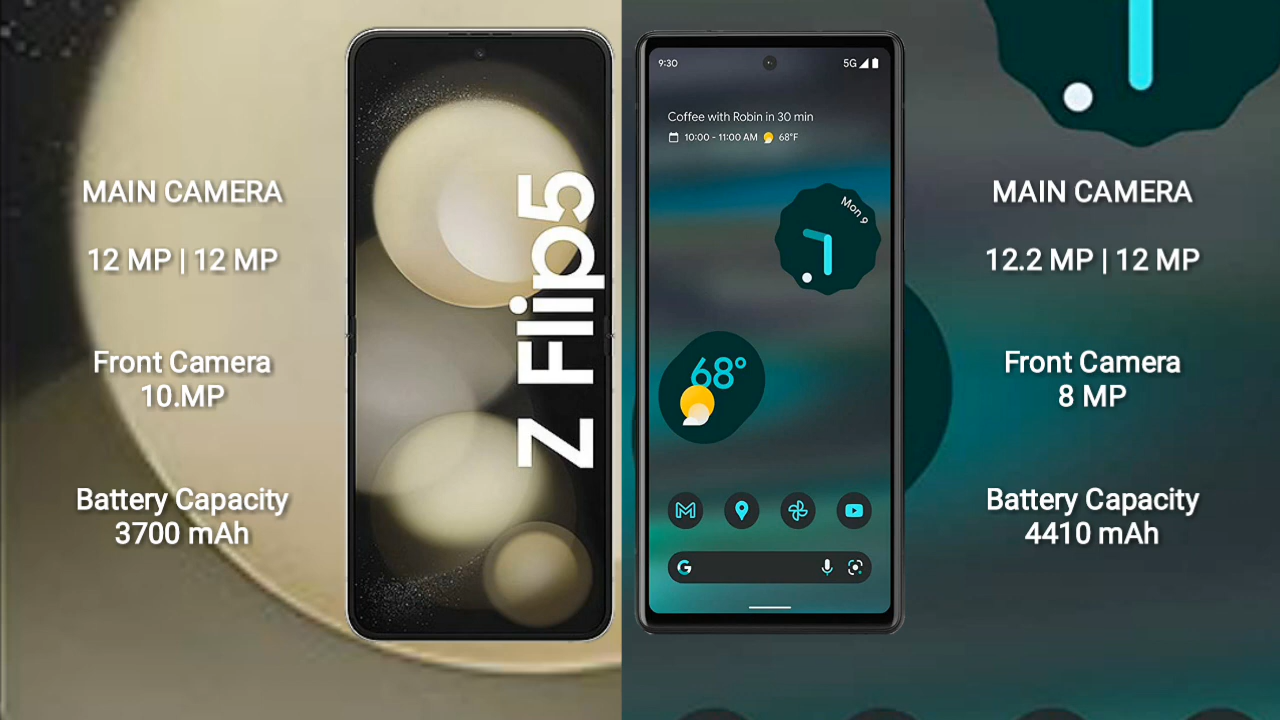 MAIN CAMERA
12 MP | 12 MP
Front Camera
10.MP
Battery Capacity
3700 mAh
Z Flip5
9:30
5G
Coffee with Robin in 30 min
10:00 - 11:00 AM 68°F
Mon 9
68°
G
MAIN CAMERA
12.2 MP | 12 MP
Front Camera
8 MP
Battery Capacity
4410 mAh